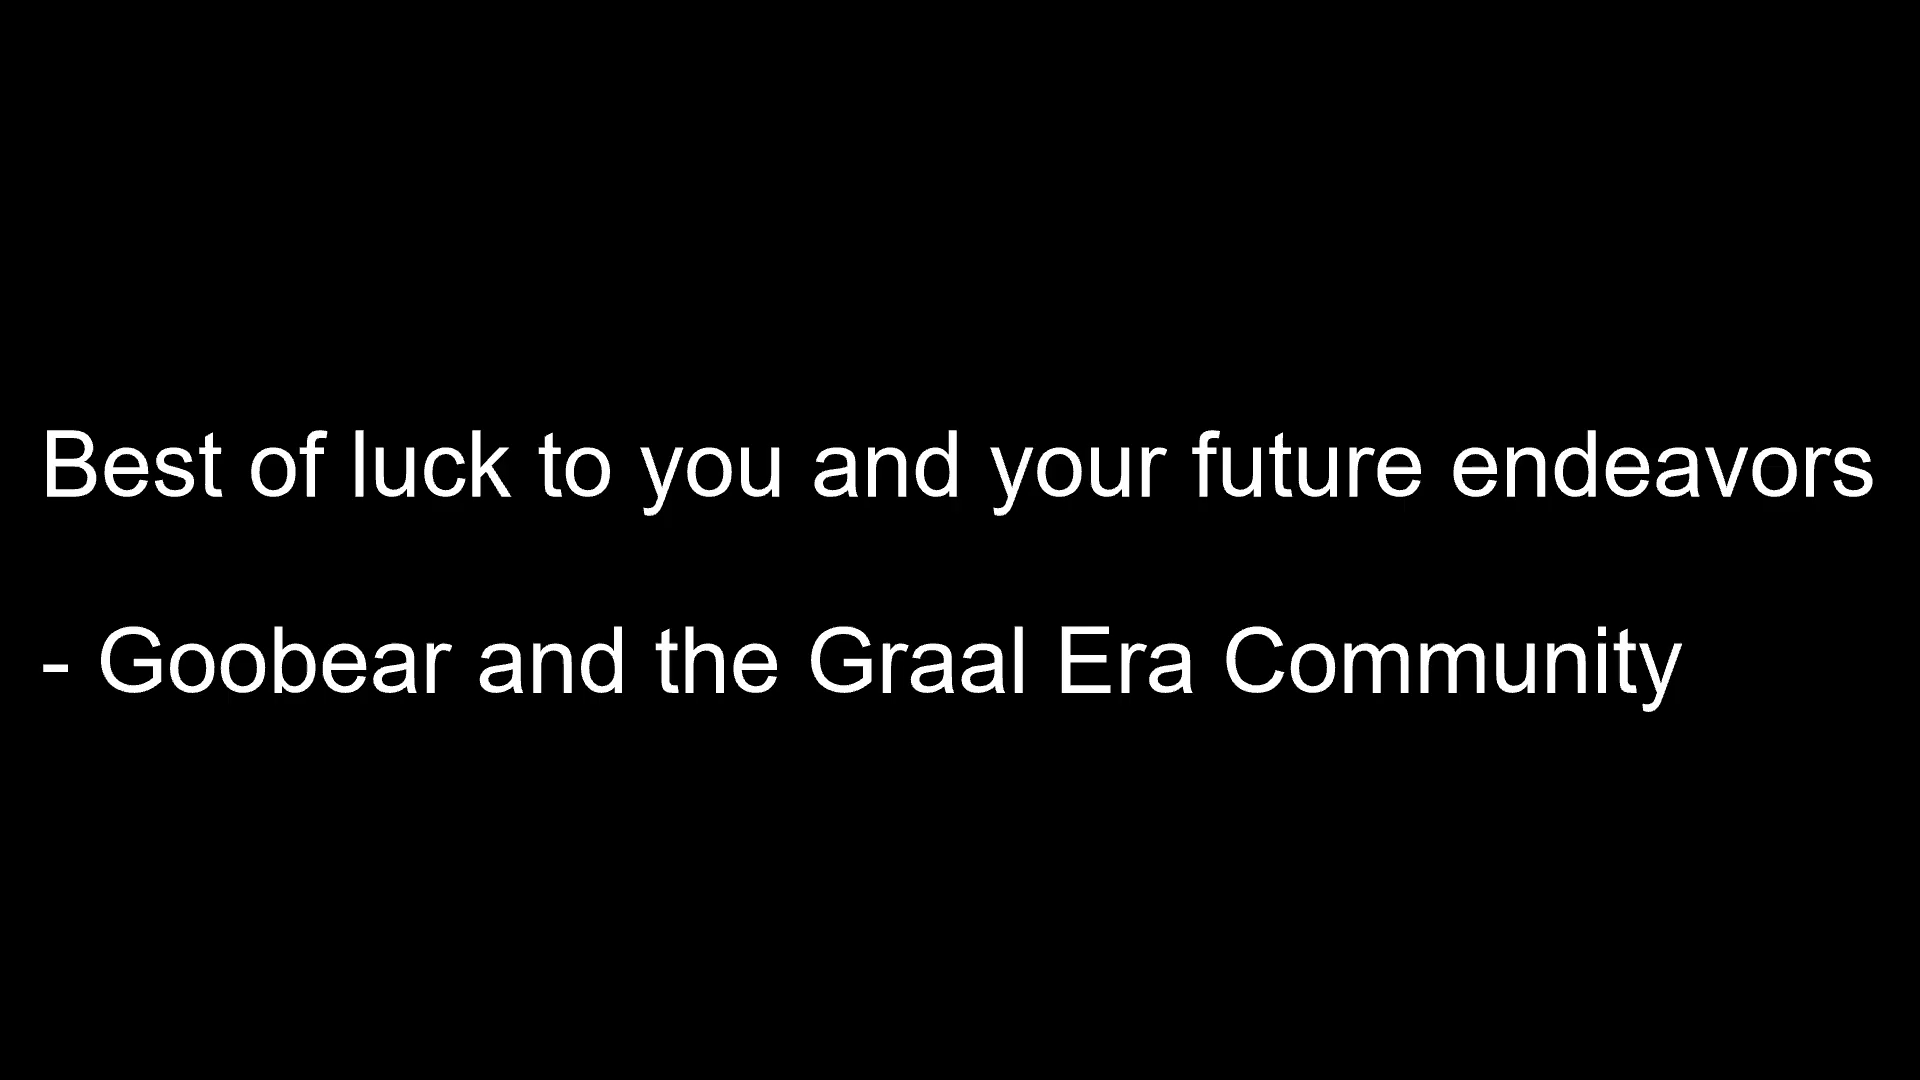 Best of luck to you and your future endeavors
- Goobear and the Graal Era Community